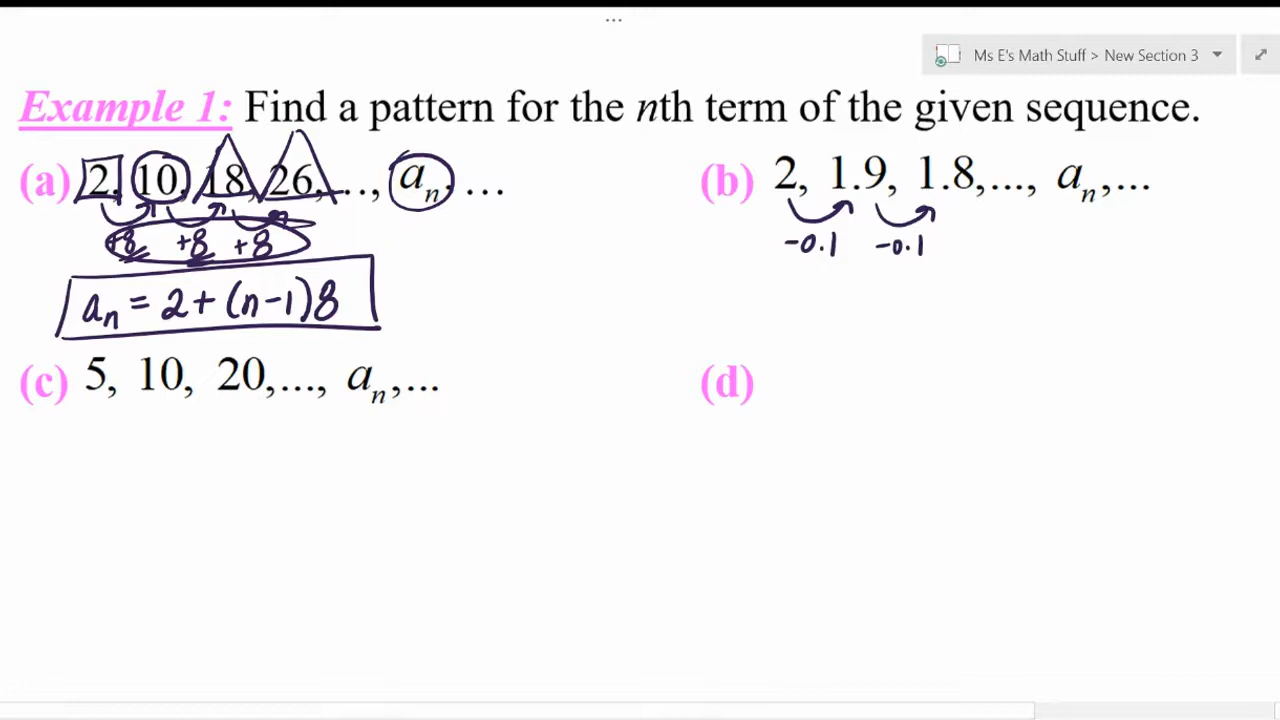 ...
Ms E's Math Stuff > New Section 3
Example 1: Find a pattern for the nth term of the given sequence.
(a) 2, 10, 18, 26, ..., aₙ, ...
+8 +8 +8
aₙ = 2 + (n-1)8
(b) 2, 1.9, 1.8,..., aₙ,...
-0.1 -0.1
(c) 5, 10, 20,..., aₙ,...
(d)